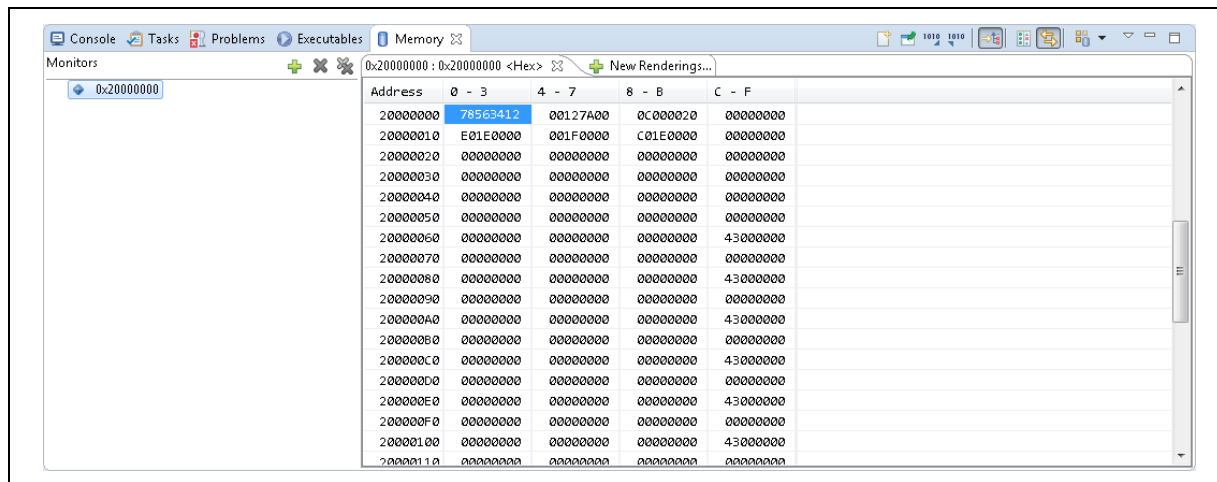 Console Tasks Problems Executables Memory
Monitors
0x20000000 : 0x20000000 <Hex> New Renderings...
0x20000000
Address 0 - 3 4 - 7 8 - B C - F
20000000 78563412 00127A00 0C000020 00000000
20000010 E01E0000 001F0000 C01E0000 00000000
20000020 00000000 00000000 00000000 00000000
20000030 00000000 00000000 00000000 00000000
20000040 00000000 00000000 00000000 00000000
20000050 00000000 00000000 00000000 00000000
20000060 00000000 00000000 00000000 43000000
20000070 00000000 00000000 00000000 00000000
20000080 00000000 00000000 00000000 43000000
20000090 00000000 00000000 00000000 00000000
200000A0 00000000 00000000 00000000 43000000
200000B0 00000000 00000000 00000000 00000000
200000C0 00000000 00000000 00000000 43000000
200000D0 00000000 00000000 00000000 00000000
200000E0 00000000 00000000 00000000 43000000
200000F0 00000000 00000000 00000000 00000000
20000100 00000000 00000000 00000000 43000000
20000110 00000000 00000000 00000000 00000000